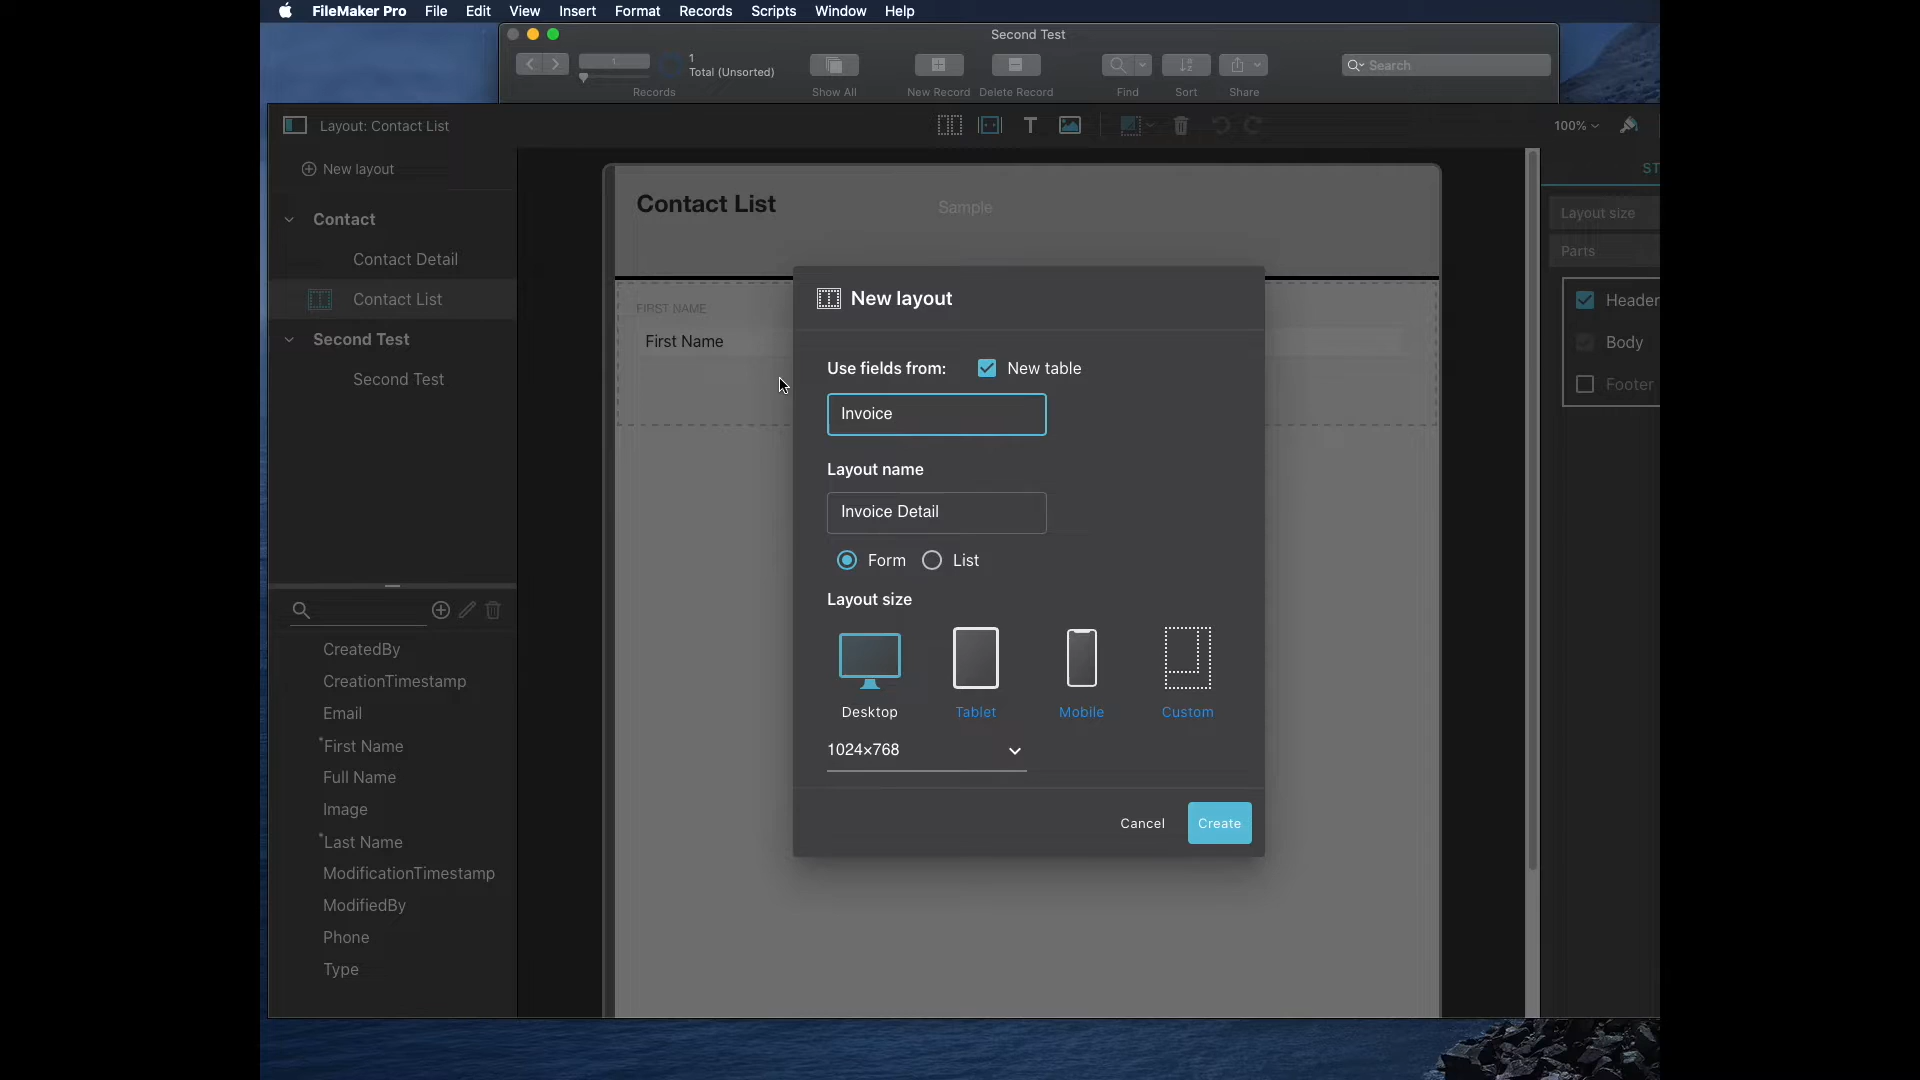 FileMaker Pro File Edit View Insert Format Records Scripts Window Help
Second Test
1
1
Total (Unsorted)
Search
Records
Show All
New Record
Delete Record
Find
Sort
Share
Layout: Contact List
T
100%
New layout
Contact
Contact Detail
Contact List
Second Test
Second Test
CreatedBy
CreationTimestamp
Email
*First Name
Full Name
Image
*Last Name
ModificationTimestamp
ModifiedBy
Phone
Type
Contact List
Sample
FIRST NAME
First Name
New layout
Use fields from:
New table
Invoice
Layout name
Invoice Detail
Form
List
Layout size
Desktop
Tablet
Mobile
Custom
1024×768
Cancel
Create
ST
Layout size
Parts
Header
Body
Footer